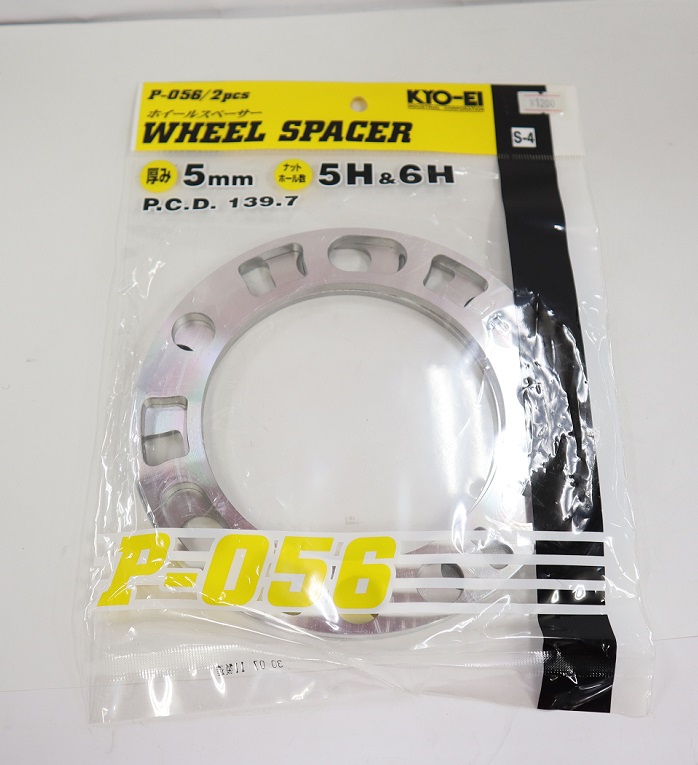 P-056/2pcs
KYO-EI
¥1200
ホイールスペーサー
WHEEL SPACER
S-4
厚み 5mm ナットホール数 5H & 6H
P.C.D. 139.7
P-056